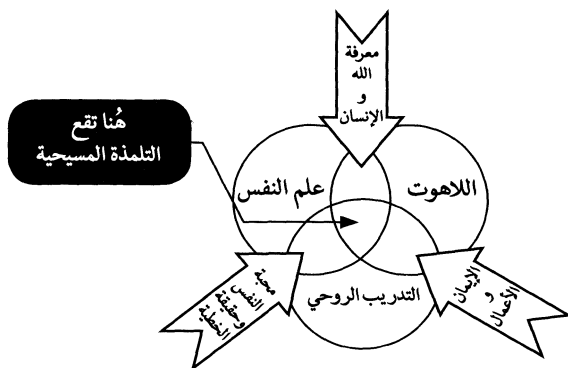 معرفة
الله
و
الإنسان
هُنا تقع
التلمذة المسيحية
علم النفس
اللاهوت
التدريب الروحي
محبة
النفس
وحقيقة
الخطية
الإيمان
و
الأعمال